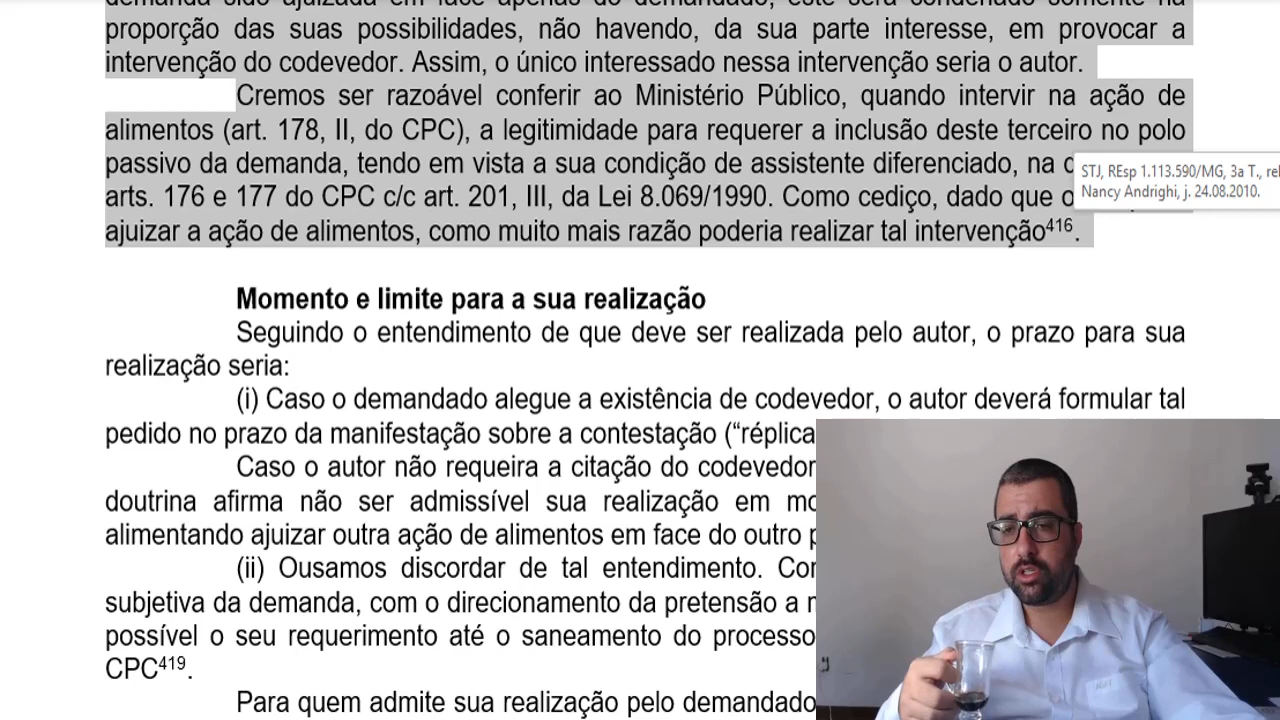 demanda sido ajuizada em face apenas do demandado, este será condenado somente na
proporção das suas possibilidades, não havendo, da sua parte interesse, em provocar a
intervenção do codevedor. Assim, o único interessado nessa intervenção seria o autor.
Cremos ser razoável conferir ao Ministério Público, quando intervir na ação de
alimentos (art. 178, II, do CPC), a legitimidade para requerer a inclusão deste terceiro no polo
passivo da demanda, tendo em vista a sua condição de assistente diferenciado, na
arts. 176 e 177 do CPC c/c art. 201, III, da Lei 8.069/1990. Como cediço, dado que
STJ, REsp 1.113.590/MG, 3a T.,
Nancy Andrighi, j. 24.08.2010.
ajuizar a ação de alimentos, como muito mais razão poderia realizar tal intervenção416.
Momento e limite para a sua realização
Seguindo o entendimento de que deve ser realizada pelo autor, o prazo para sua
realização seria:
(i) Caso o demandado alegue a existência de codevedor, o autor deverá formular tal
pedido no prazo da manifestação sobre a contestação (“réplica
Caso o autor não requeira a citação do codevedor
doutrina afirma não ser admissível sua realização em
alimentando ajuizar outra ação de alimentos em face do outro
(ii) Ousamos discordar de tal entendimento.
subjetiva da demanda, com o direcionamento da pretensão a
possível o seu requerimento até o saneamento do processo
CPC419.
Para quem admite sua realização pelo demandado